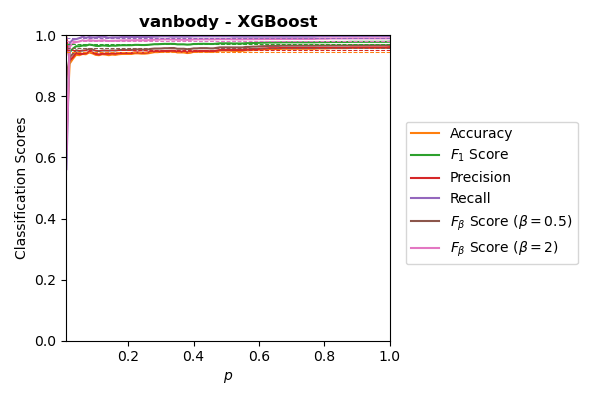 vanbody - XGBoost
Classification Scores
1.0
0.8
0.6
0.4
0.2
0.0
0.2 0.4 0.6 0.8 1.0
p
Accuracy
F₁ Score
Precision
Recall
Fᵦ Score (β = 0.5)
Fᵦ Score (β = 2)